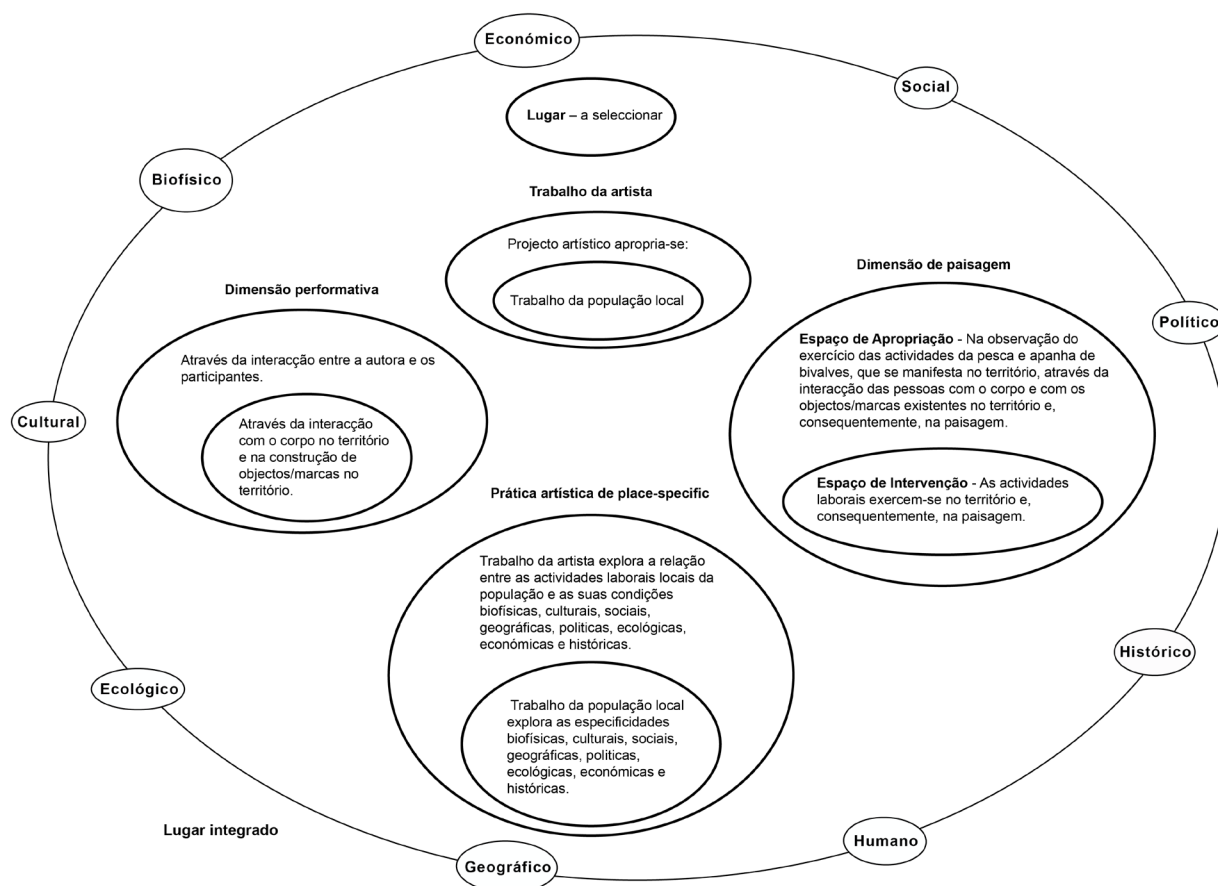 Económico
Social
Lugar – a seleccionar
Biofísico
Trabalho da artista
Projecto artístico apropria-se:
Trabalho da população local
Dimensão performativa
Através da interacção entre a autora e os
participantes.
Através da interacção
com o corpo no território
e na construção de
objectos/marcas no
território.
Dimensão de paisagem
Espaço de Apropriação - Na observação do
exercício das actividades da pesca e apanha de
bivalves, que se manifesta no território, através da
interacção das pessoas com o corpo e com os
objectos/marcas existentes no território e,
consequentemente, na paisagem.
Espaço de Intervenção - As actividades
laborais exercem-se no território e,
consequentemente, na paisagem.
Político
Cultural
Prática artística de place-specific
Trabalho da artista explora a relação
entre as actividades laborais locais da
população e as suas condições
biofísicas, culturais, sociais,
geográficas, politicas, ecológicas,
económicas e históricas.
Trabalho da população local
explora as especificidades
biofísicas, culturais, sociais,
geográficas, politicas,
ecológicas, económicas e
históricas.
Histórico
Ecológico
Lugar integrado
Humano
Geográfico